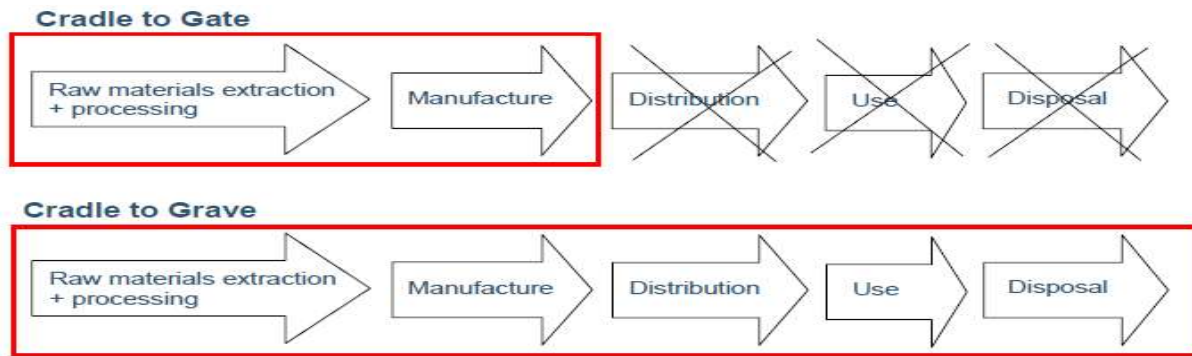 Cradle to Gate
Raw materials extraction
+ processing
Manufacture
Distribution
Use
Disposal
Cradle to Grave
Raw materials extraction
+ processing
Manufacture
Distribution
Use
Disposal